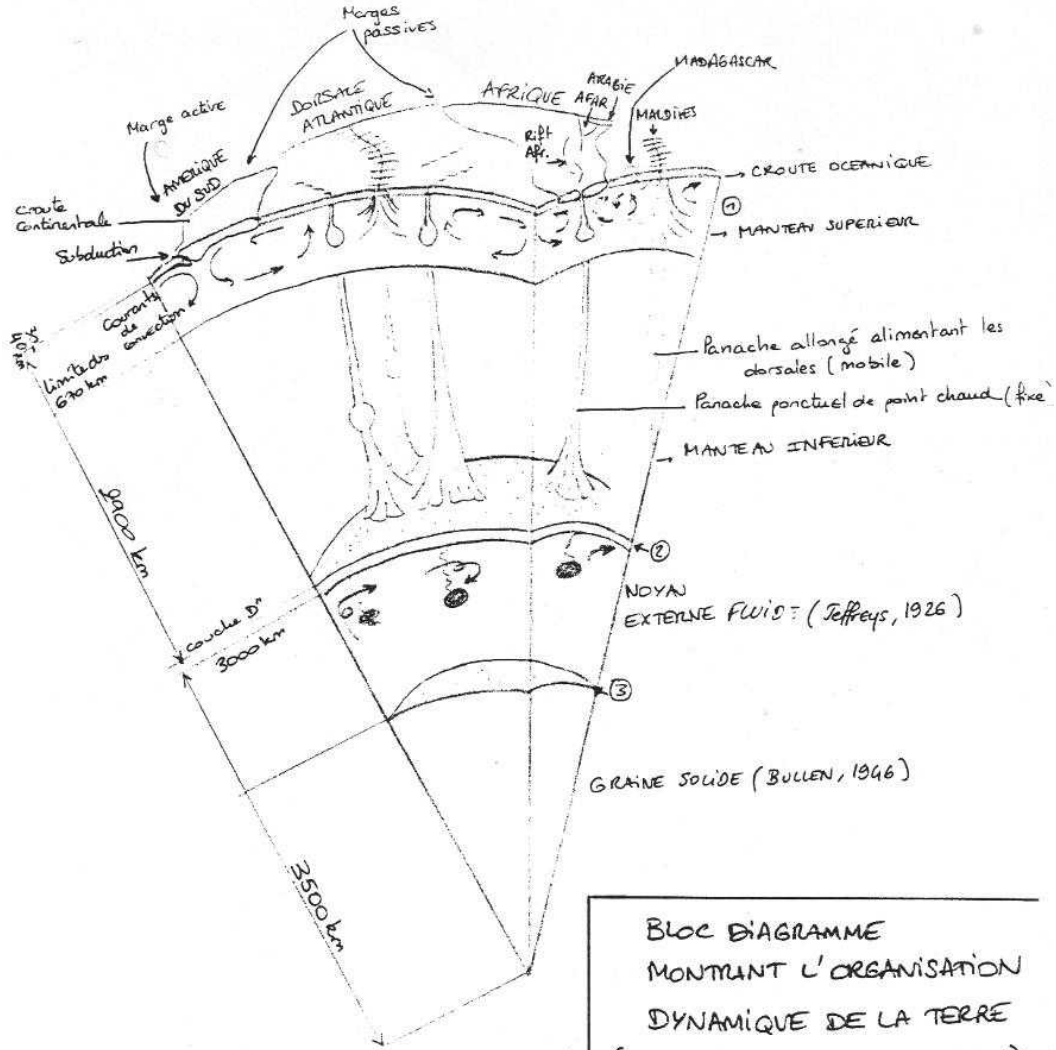 Marges
passives
Marge active
DORSALE
ATLANTIQUE
AFRIQUE
ARABIE
AFAR
MADAGASCAR
MALDIVES
Rift
Afr.
AMERIQUE
DU SUD
CROUTE OCEANIQUE
croute
Continentale
Subduction
①
MANTEAU SUPERIEUR
Courants
de
convection
limite des
670 km
Panache allongé alimentant les
dorsales (mobile)
Panache ponctuel de point chaud (fixe)
MANTEAU INFERIEUR
2900 km
②
NOYAU
EXTERNE FLUIDE (Jeffreys, 1926)
couche D"
3000 km
③
GRAINE SOLIDE (BULLEN, 1946)
3500 km
BLOC DIAGRAMME
MONTRANT L'ORGANISATION
DYNAMIQUE DE LA TERRE